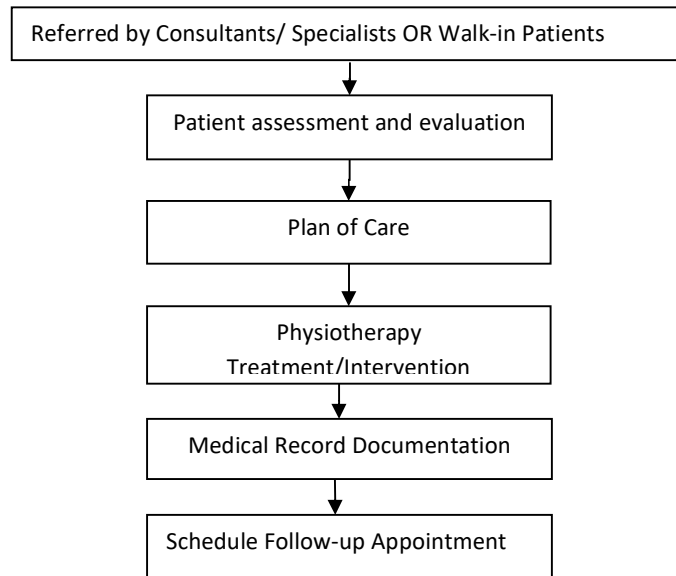 Referred by Consultants/ Specialists OR Walk-in Patients
Patient assessment and evaluation
Plan of Care
Physiotherapy
Treatment/Intervention
Medical Record Documentation
Schedule Follow-up Appointment